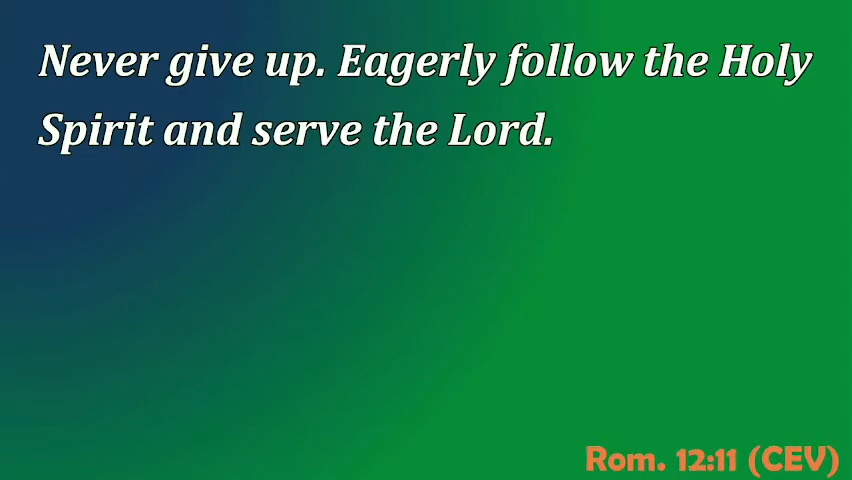 Never give up. Eagerly follow the Holy
Spirit and serve the Lord.
Rom. 12:11 (CEV)